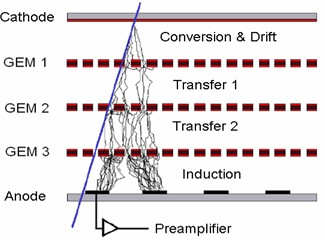 Cathode
Conversion & Drift
GEM 1
Transfer 1
GEM 2
Transfer 2
GEM 3
Induction
Anode
Preamplifier